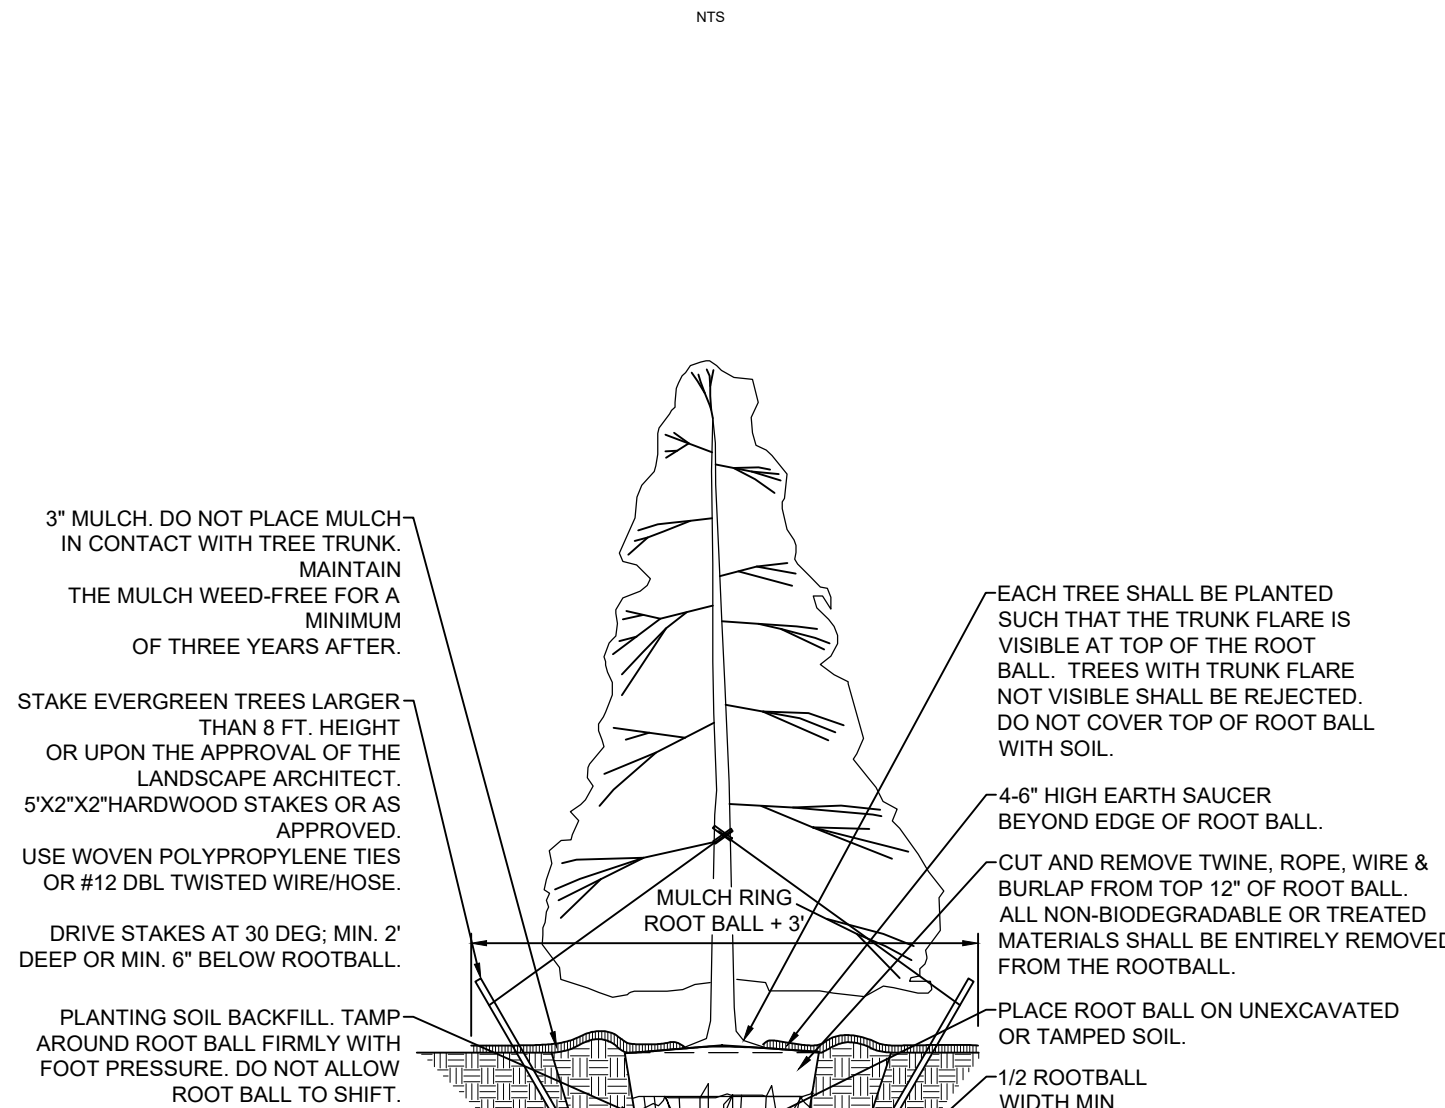 NTS
3" MULCH. DO NOT PLACE MULCH
IN CONTACT WITH TREE TRUNK.
MAINTAIN
THE MULCH WEED-FREE FOR A
MINIMUM
OF THREE YEARS AFTER.
STAKE EVERGREEN TREES LARGER
THAN 8 FT. HEIGHT
OR UPON THE APPROVAL OF THE
LANDSCAPE ARCHITECT.
5'X2"X2"HARDWOOD STAKES OR AS
APPROVED.
USE WOVEN POLYPROPYLENE TIES
OR #12 DBL TWISTED WIRE/HOSE.
DRIVE STAKES AT 30 DEG; MIN. 2'
DEEP OR MIN. 6" BELOW ROOTBALL.
PLANTING SOIL BACKFILL. TAMP
AROUND ROOT BALL FIRMLY WITH
FOOT PRESSURE. DO NOT ALLOW
ROOT BALL TO SHIFT.
MULCH RING
ROOT BALL + 3'
EACH TREE SHALL BE PLANTED
SUCH THAT THE TRUNK FLARE IS
VISIBLE AT TOP OF THE ROOT
BALL. TREES WITH TRUNK FLARE
NOT VISIBLE SHALL BE REJECTED.
DO NOT COVER TOP OF ROOT BALL
WITH SOIL.
4-6" HIGH EARTH SAUCER
BEYOND EDGE OF ROOT BALL.
CUT AND REMOVE TWINE, ROPE, WIRE &
BURLAP FROM TOP 12" OF ROOT BALL.
ALL NON-BIODEGRADABLE OR TREATED
MATERIALS SHALL BE ENTIRELY REMOVED
FROM THE ROOTBALL.
PLACE ROOT BALL ON UNEXCAVATED
OR TAMPED SOIL.
1/2 ROOTBALL
WIDTH MIN